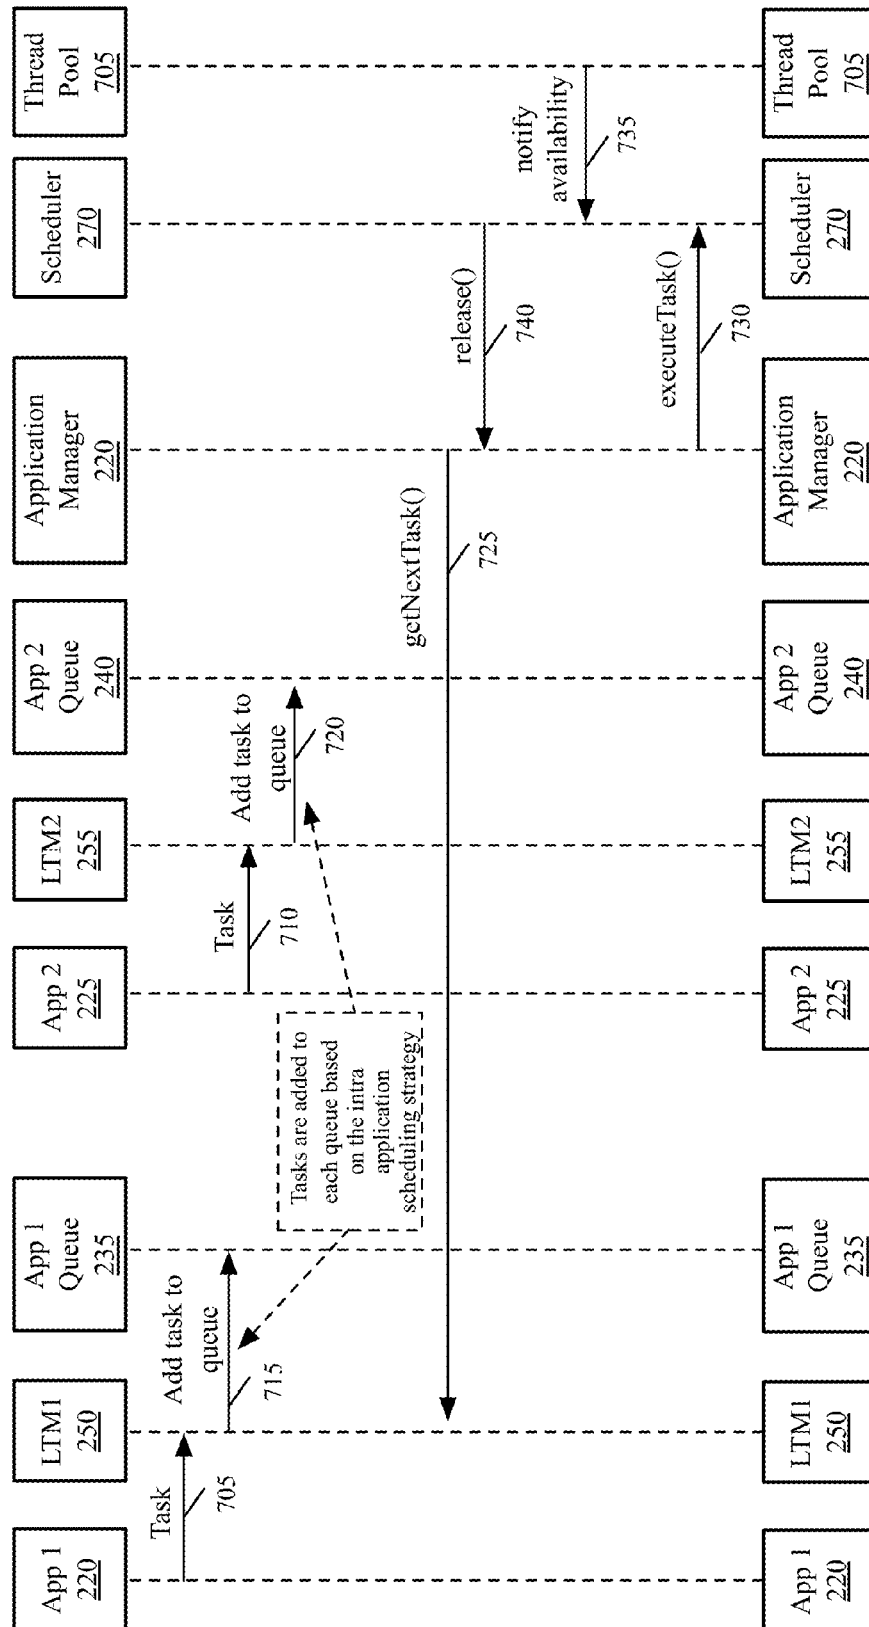 App 1
220
LTM1
250
App 1
Queue
235
App 2
225
LTM2
255
App 2
Queue
240
Application
Manager
220
Scheduler
270
Thread
Pool
705
Task
705
Add task to
queue
715
Task
710
Add task to
queue
720
Tasks are added to
each queue based
on the intra
application
scheduling strategy
getNextTask()
725
release()
740
notify
availability
735
executeTask()
730
App 1
220
LTM1
250
App 1
Queue
235
App 2
225
LTM2
255
App 2
Queue
240
Application
Manager
220
Scheduler
270
Thread
Pool
705